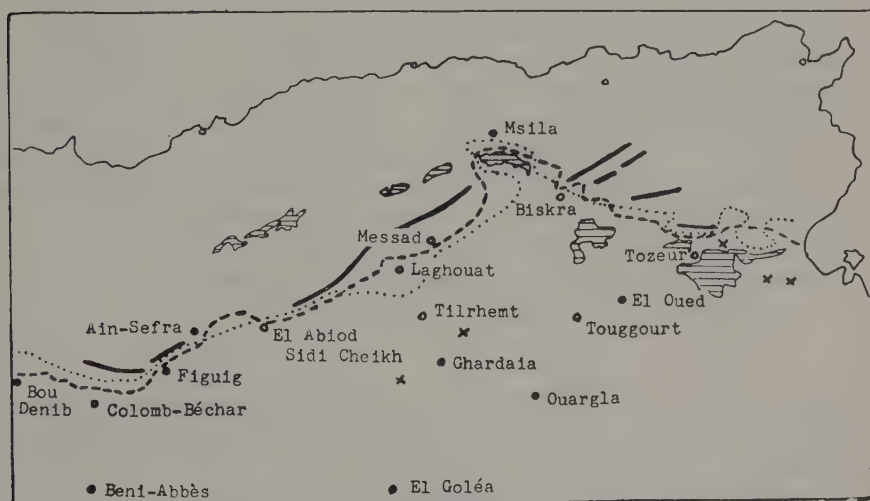 Msila
Biskra
Messad
Tozeur
Laghouat
El Oued
Ain-Sefra
Tilrhemt
El Abiod
Sidi Cheikh
Touggourt
Figuig
Ghardaia
Bou
Denib
Colomb-Béchar
Ouargla
Beni-Abbès
El Goléa